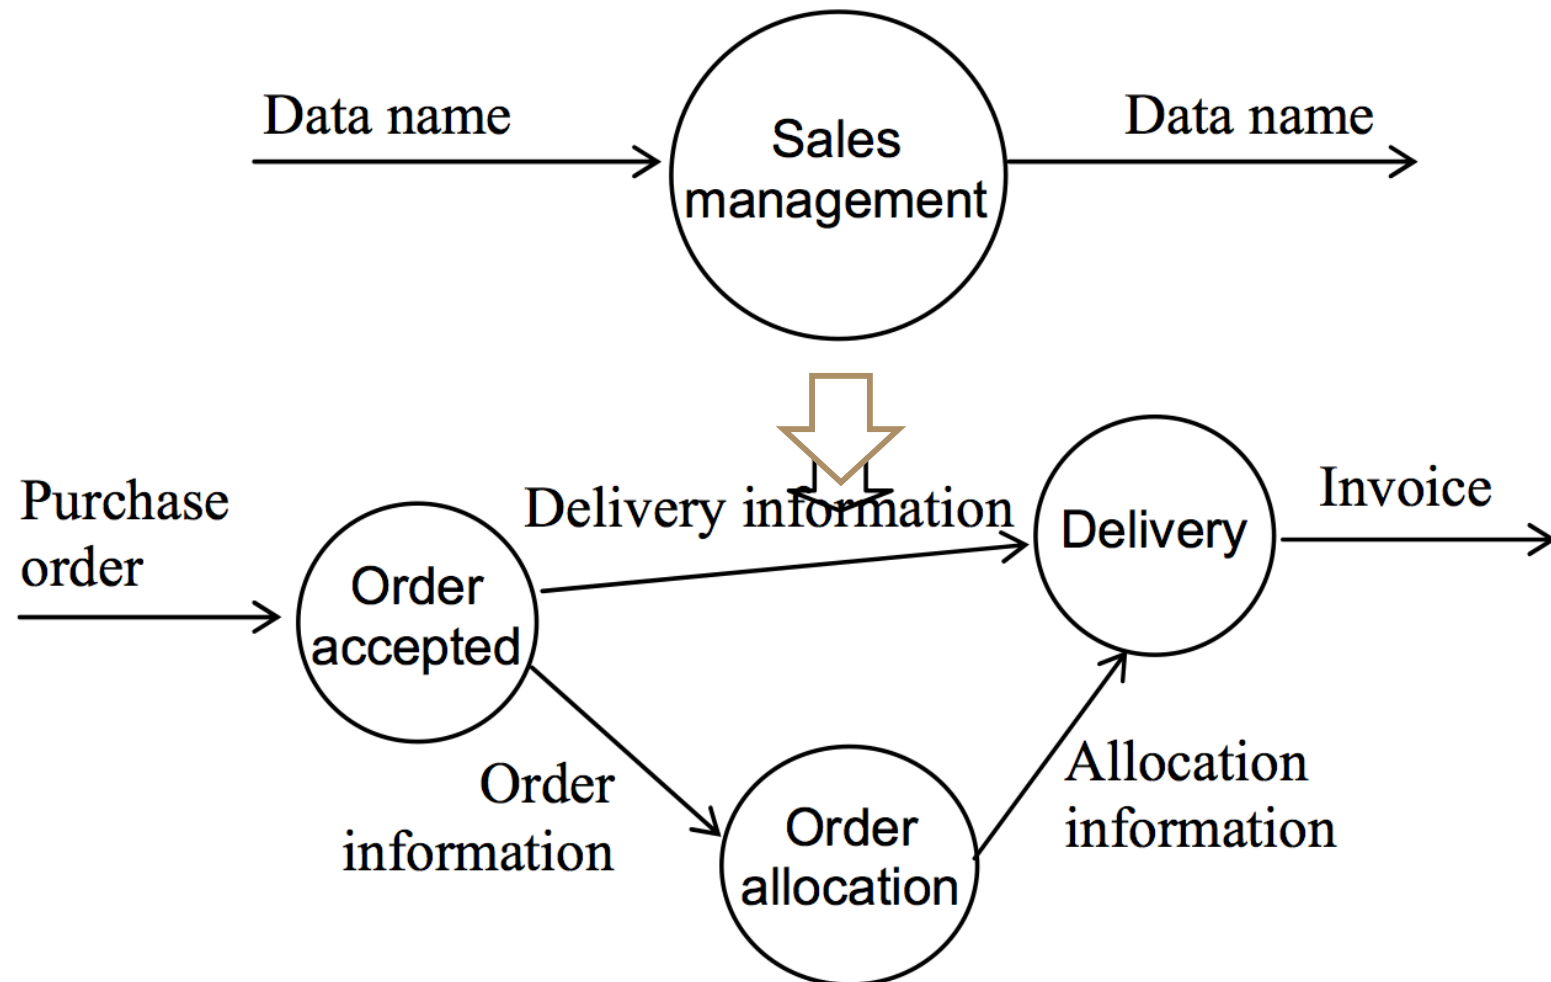 Data name
Sales
management
Data name
Purchase
order
Order
accepted
Delivery information
Delivery
Invoice
Order
information
Order
allocation
Allocation
information